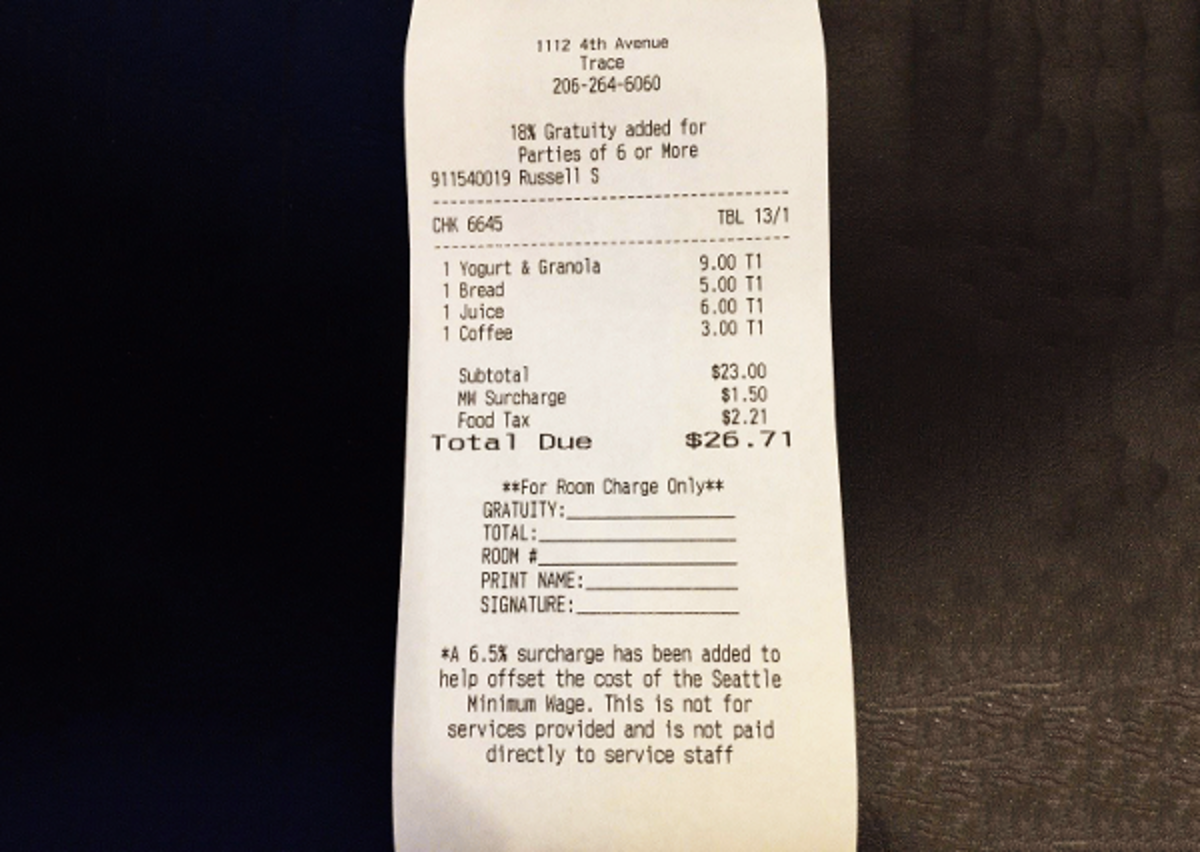 1112 4th Avenue
Trace
206-264-6060
18% Gratuity added for
Parties of 6 or More
911540019 Russell S
CHK 6645 TBL 13/1
1 Yogurt & Granola 9.00 T1
1 Bread 5.00 T1
1 Juice 6.00 T1
1 Coffee 3.00 T1
Subtotal $23.00
MW Surcharge $1.50
Food Tax $2.21
Total Due $26.71
**For Room Charge Only**
GRATUITY:
TOTAL:
ROOM #
PRINT NAME:
SIGNATURE:
*A 6.5% surcharge has been added to
help offset the cost of the Seattle
Minimum Wage. This is not for
services provided and is not paid
directly to service staff